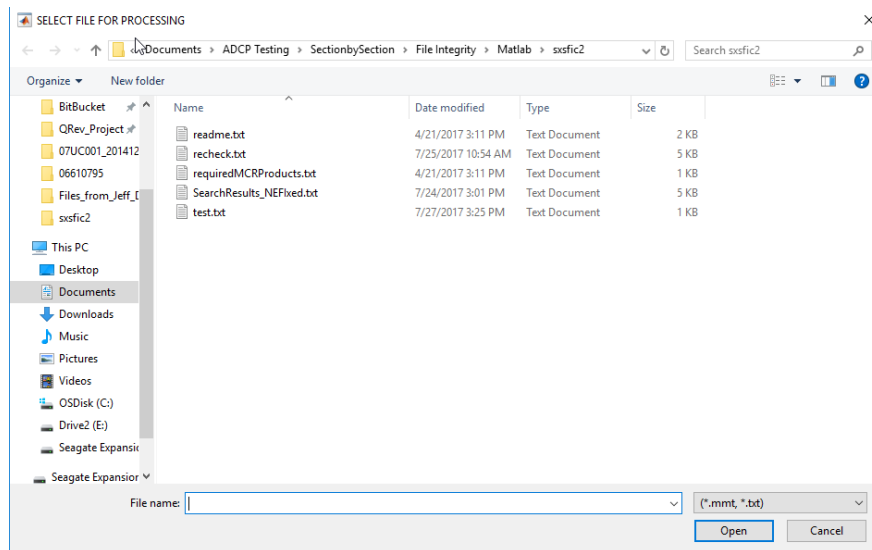 SELECT FILE FOR PROCESSING
« Documents > ADCP Testing > SectionbySection > File Integrity > Matlab > sxsfic2
Search sxsfic2
Organize New folder
BitBucket
QRev_Project
07UC001_201412
06610795
Files_from_Jeff_D
sxsfic2
This PC
Desktop
Documents
Downloads
Music
Pictures
Videos
OSDisk (C:)
Drive2 (E:)
Seagate Expansio
Seagate Expansior
Name Date modified Type Size
readme.txt 4/21/2017 3:11 PM Text Document 2 KB
recheck.txt 7/25/2017 10:54 AM Text Document 5 KB
requiredMCRProducts.txt 4/21/2017 3:11 PM Text Document 1 KB
SearchResults_NEFIxed.txt 7/24/2017 3:01 PM Text Document 5 KB
test.txt 7/27/2017 3:25 PM Text Document 1 KB
File name: (*.mmt, *.txt)
Open Cancel